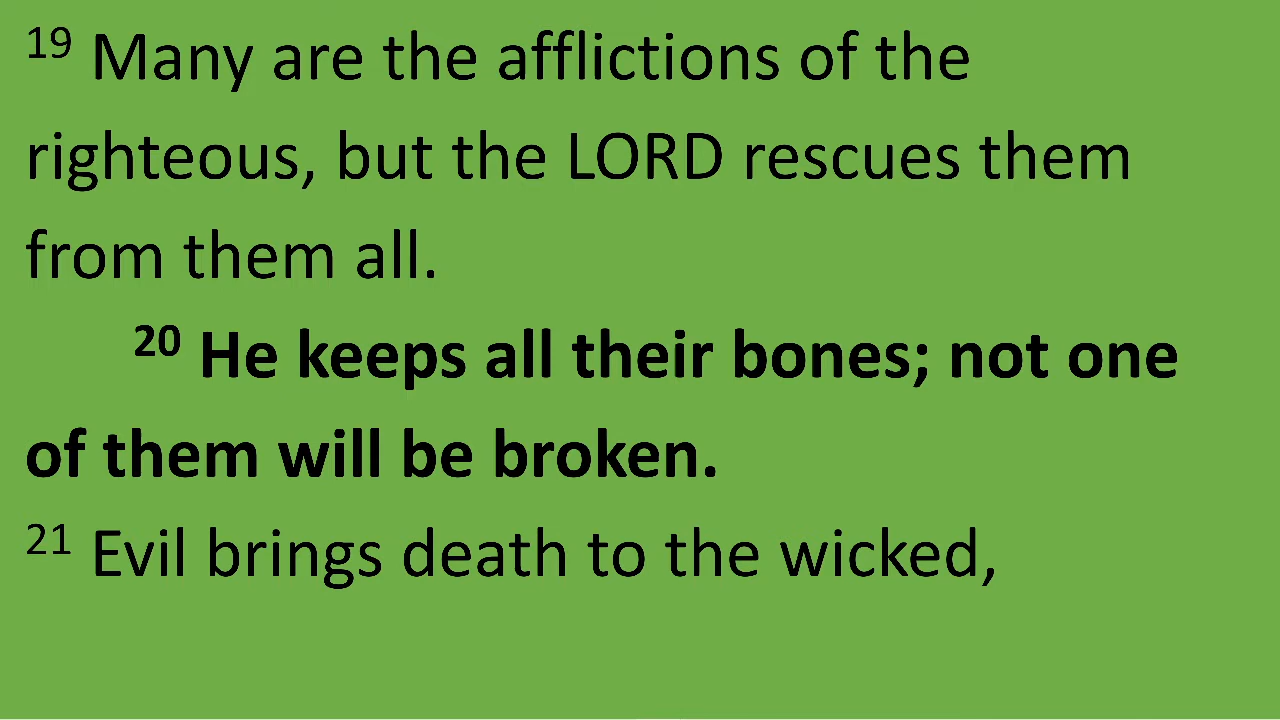 19 Many are the afflictions of the
righteous, but the LORD rescues them
from them all.
20 He keeps all their bones; not one
of them will be broken.
21 Evil brings death to the wicked,